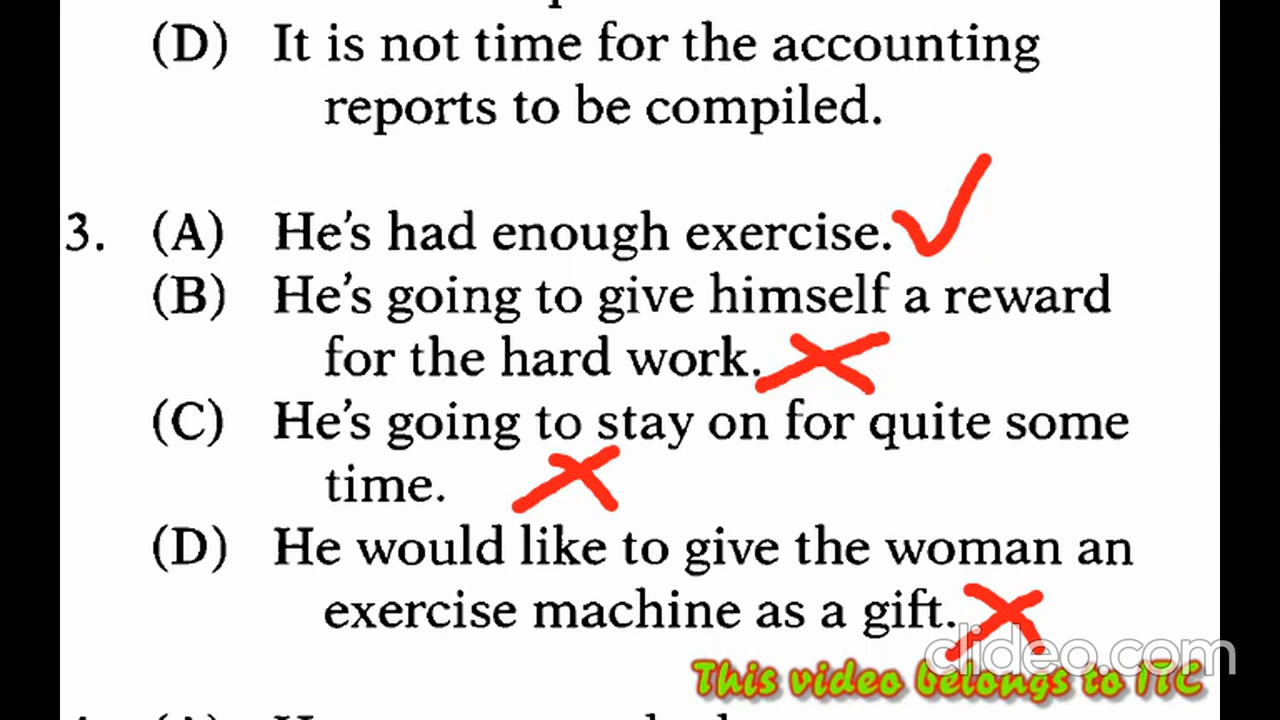 (D) It is not time for the accounting
reports to be compiled.
3. (A) He's had enough exercise.
(B) He's going to give himself a reward
for the hard work.
(C) He's going to stay on for quite some
time.
(D) He would like to give the woman an
exercise machine as a gift.
clideo.com
This video belongs to ITC